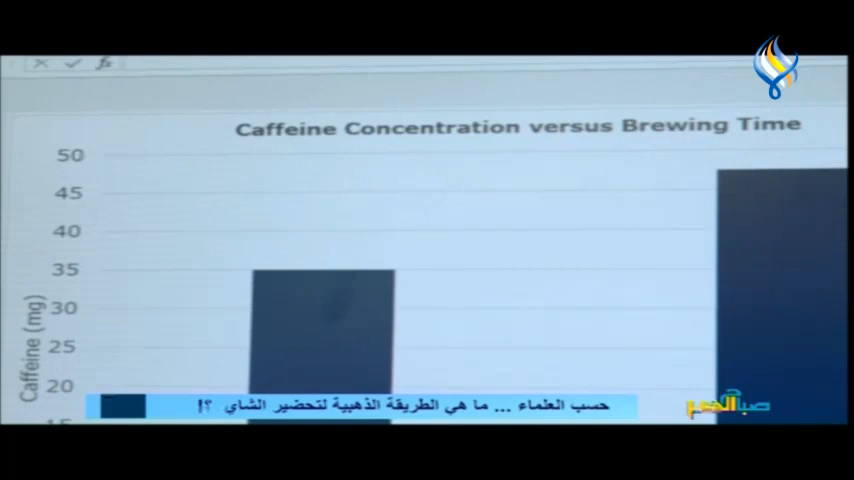 fx
Caffeine Concentration versus Brewing Time
50
45
40
35
30
25
20
Caffeine (mg)
حسب العلماء ... ما هي الطريقة الذهبية لتحضير الشاي ؟!
صباح الخير